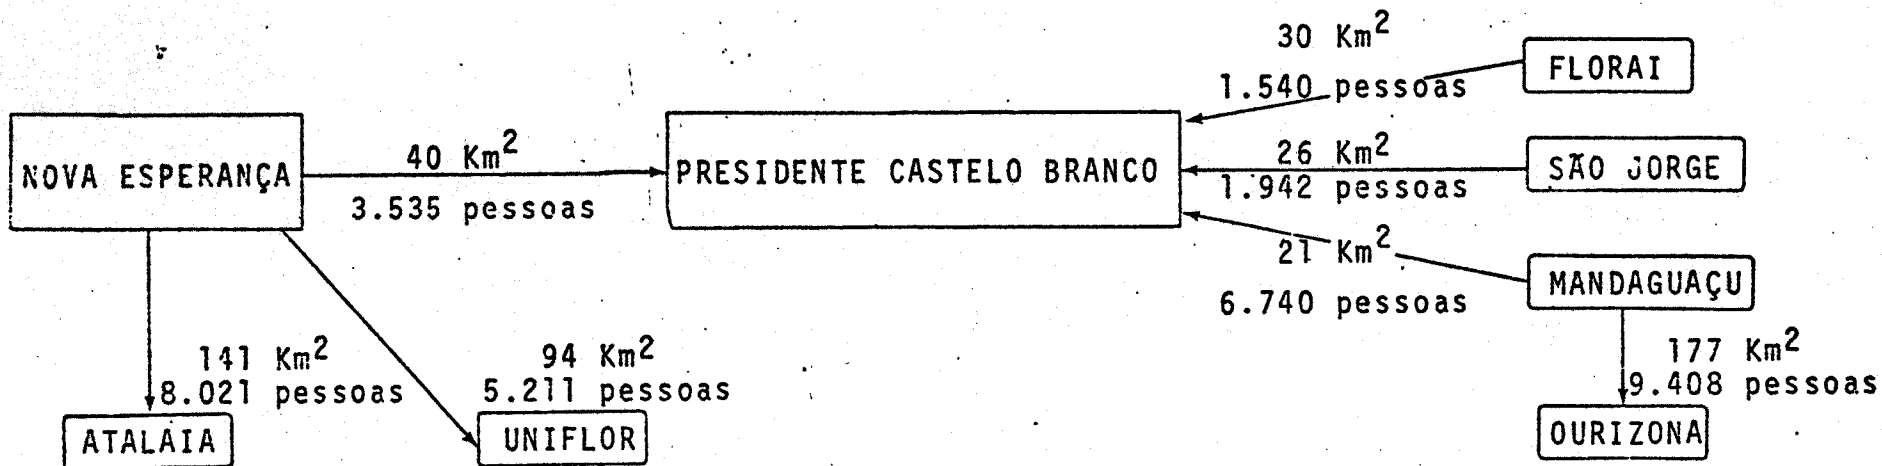 30 Km²
FLORAI
1.540 pessoas
NOVA ESPERANÇA
40 Km²
3.535 pessoas
PRESIDENTE CASTELO BRANCO
26 Km²
1.942 pessoas
SÃO JORGE
21 Km²
6.740 pessoas
MANDAGUAÇU
141 Km²
8.021 pessoas
94 Km²
5.211 pessoas
177 Km²
9.408 pessoas
ATALAIA
UNIFLOR
OURIZONA